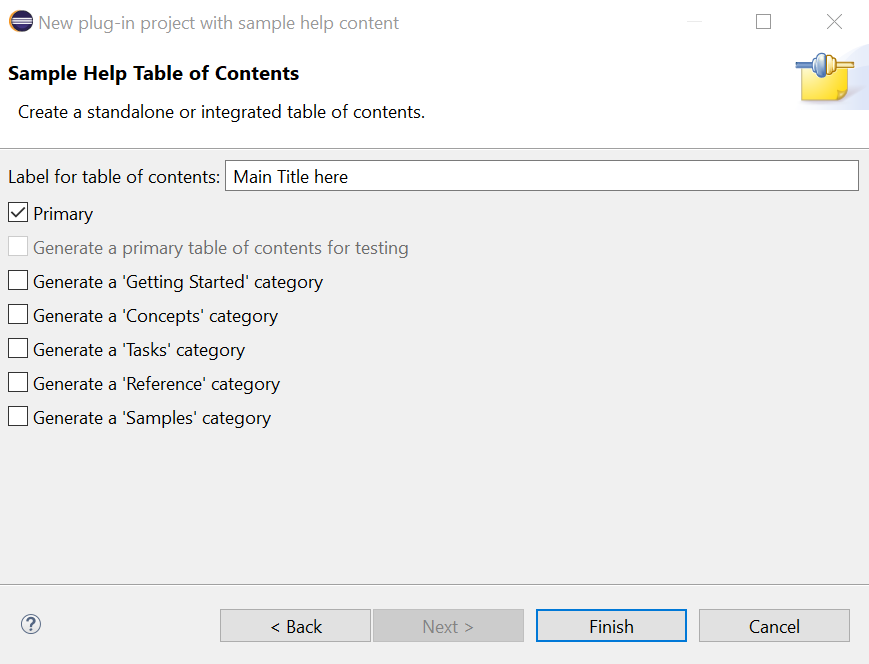 New plug-in project with sample help content
Sample Help Table of Contents
Create a standalone or integrated table of contents.
Label for table of contents: Main Title here
Primary
Generate a primary table of contents for testing
Generate a 'Getting Started' category
Generate a 'Concepts' category
Generate a 'Tasks' category
Generate a 'Reference' category
Generate a 'Samples' category
? < Back Next > Finish Cancel